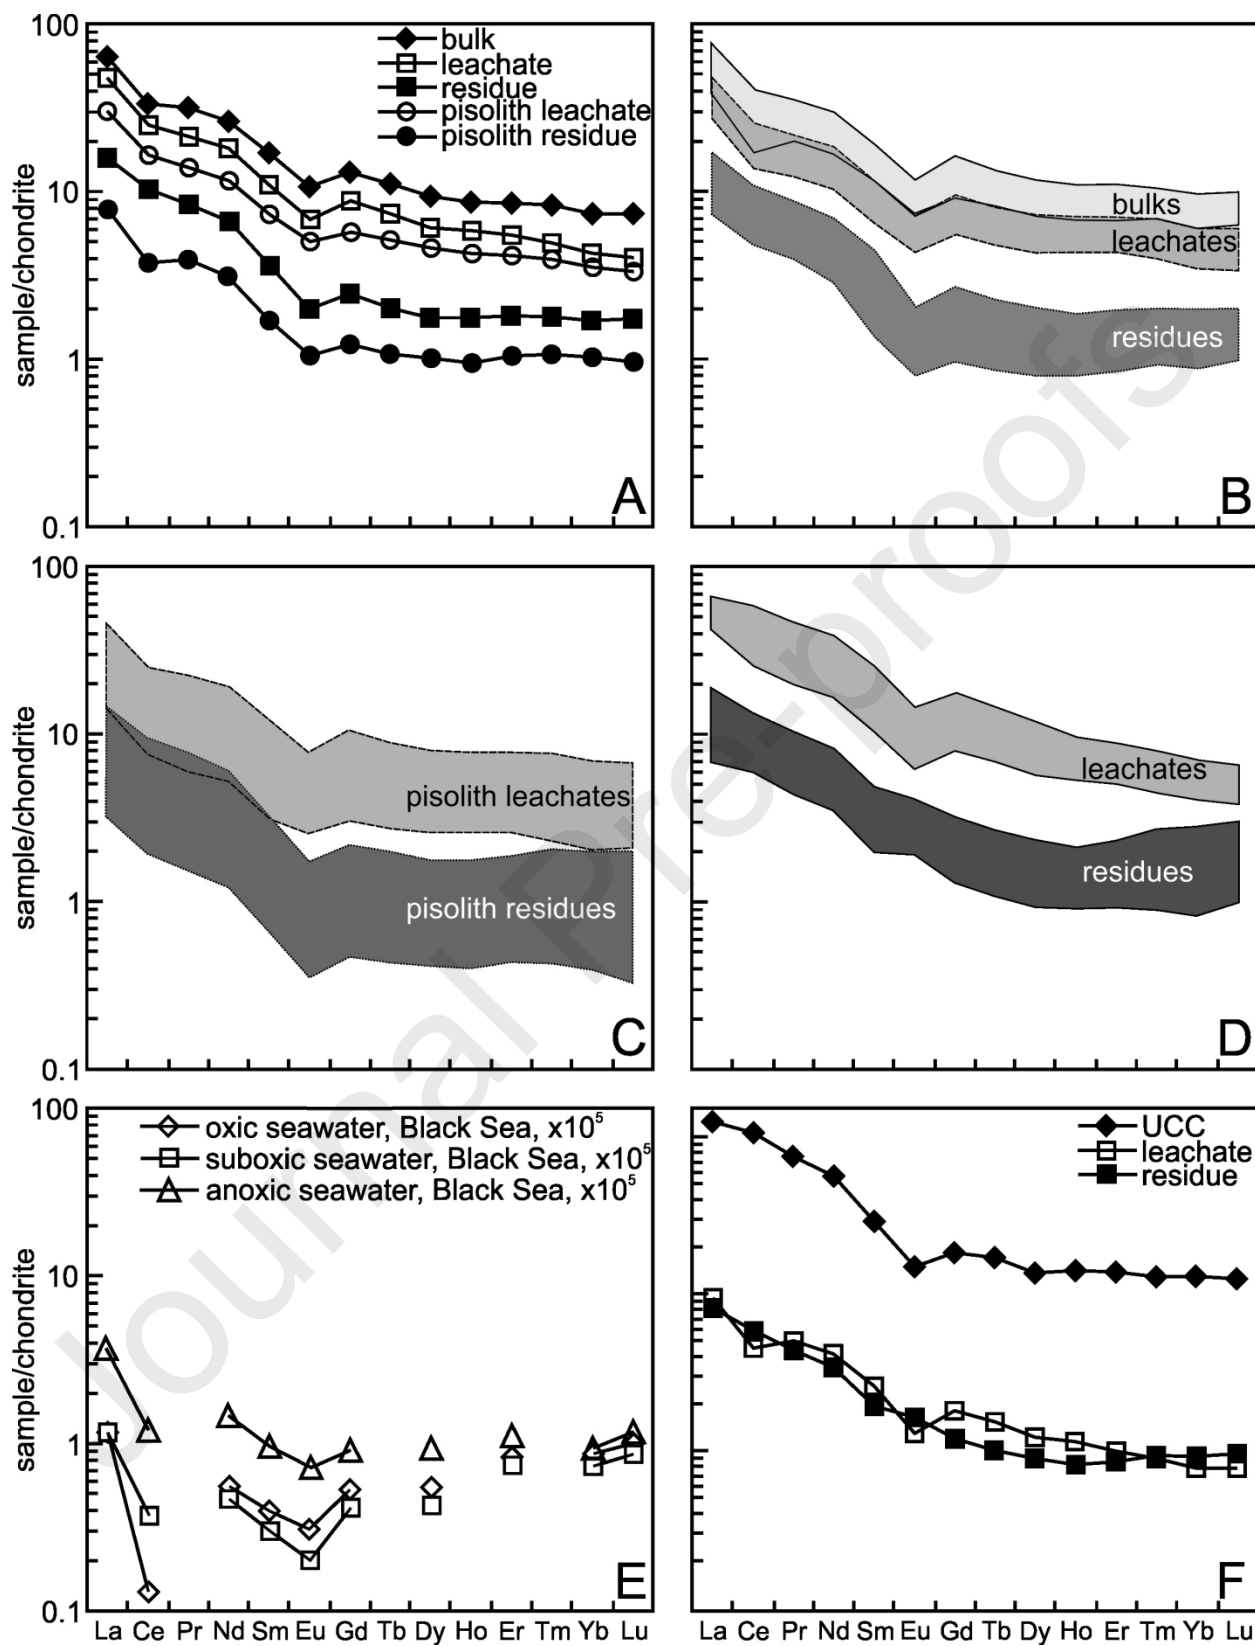 100
10
1
0.1
sample/chondrite
bulk
leachate
residue
pisolith leachate
pisolith residue
A
bulks
leachates
residues
B
100
10
1
0.1
sample/chondrite
pisolith leachates
pisolith residues
C
leachates
residues
D
100
10
1
0.1
sample/chondrite
oxic seawater, Black Sea, x10⁵
suboxic seawater, Black Sea, x10⁵
anoxic seawater, Black Sea, x10⁵
E
UCC
leachate
residue
F
La Ce Pr Nd Sm Eu Gd Tb Dy Ho Er Tm Yb Lu
La Ce Pr Nd Sm Eu Gd Tb Dy Ho Er Tm Yb Lu
Journal Pre-proofs